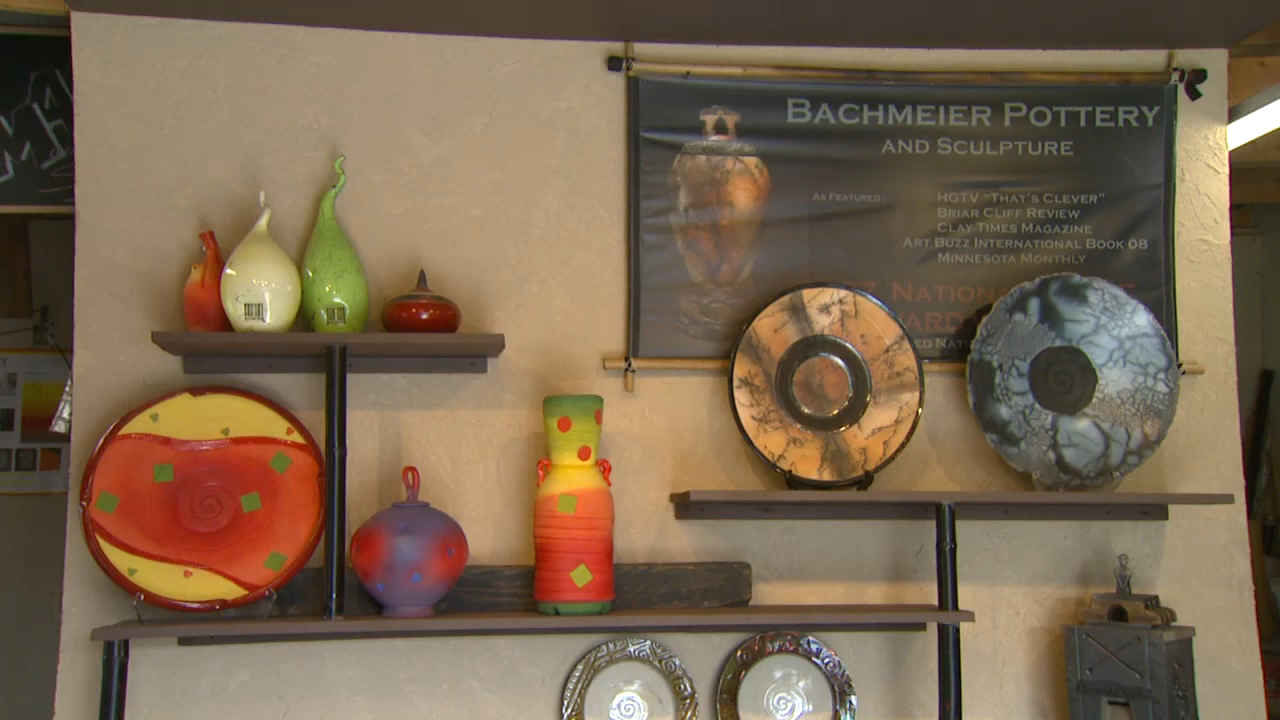 BACHMEIER POTTERY
AND SCULPTURE
AS FEATURED:
HGTV "THAT'S CLEVER"
BRIAR CLIFF REVIEW
CLAY TIMES MAGAZINE
ART BUZZ INTERNATIONAL BOOK 08
MINNESOTA MONTHLY
NATION